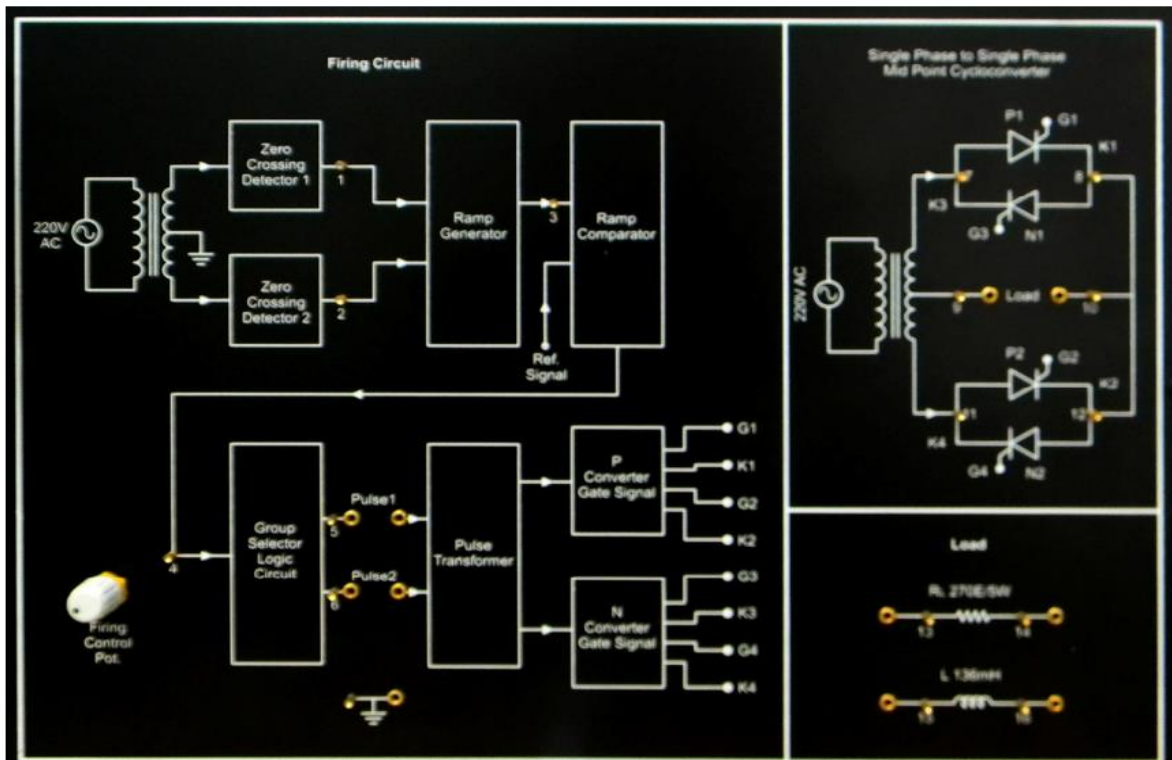 Firing Circuit
220V
AC
Zero
Crossing
Detector 1
1
Zero
Crossing
Detector 2
2
Ramp
Generator
3
Ramp
Comparator
Ref.
Signal
4
Firing
Control
Pot.
Group
Selector
Logic
Circuit
Pulse1
5
Pulse2
6
Pulse
Transformer
P
Converter
Gate Signal
G1
K1
G2
K2
N
Converter
Gate Signal
G3
K3
G4
K4
Single Phase to Single Phase
Mid Point Cycloconverter
220V AC
P1
G1
K1
7
8
K3
G3
N1
9
Load
10
P2
G2
K2
11
12
K4
G4
N2
Load
RL 270E/5W
13
14
L 136mH
15
16